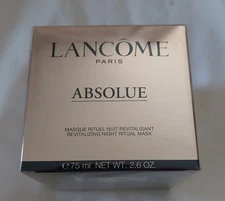 LANCÔME
PARIS
ABSOLUE
MASQUE RITUEL NUIT REVITALISANT
REVITALIZING NIGHT RITUAL MASK
℮ 75 ml NET WT. 2.6 OZ.